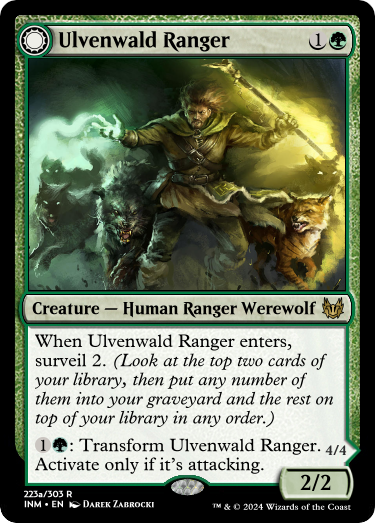 Ulvenwald Ranger 1
Creature — Human Ranger Werewolf
When Ulvenwald Ranger enters,
surveil 2. (Look at the top two cards of
your library, then put any number of
them into your graveyard and the rest on
top of your library in any order.)
1 : Transform Ulvenwald Ranger.
Activate only if it's attacking.
4/4
2/2
223a/303 R
INM • EN Darek Zabrocki
™ & © 2024 Wizards of the Coast